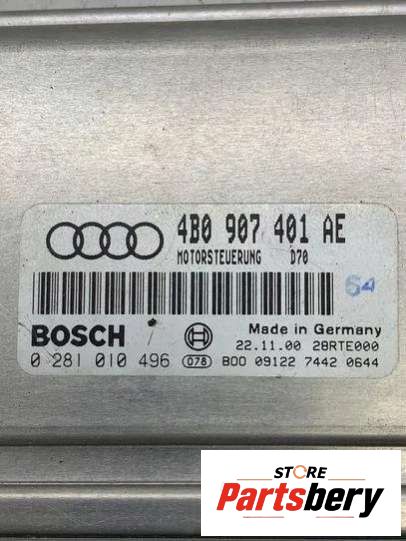 4B0 907 401 AE
MOTORSTEUERUNG D70
54
BOSCH
Made in Germany
22.11.00 28RTE000
0 281 010 496 078 B00 09122 7442 0644
STORE
Partsbery